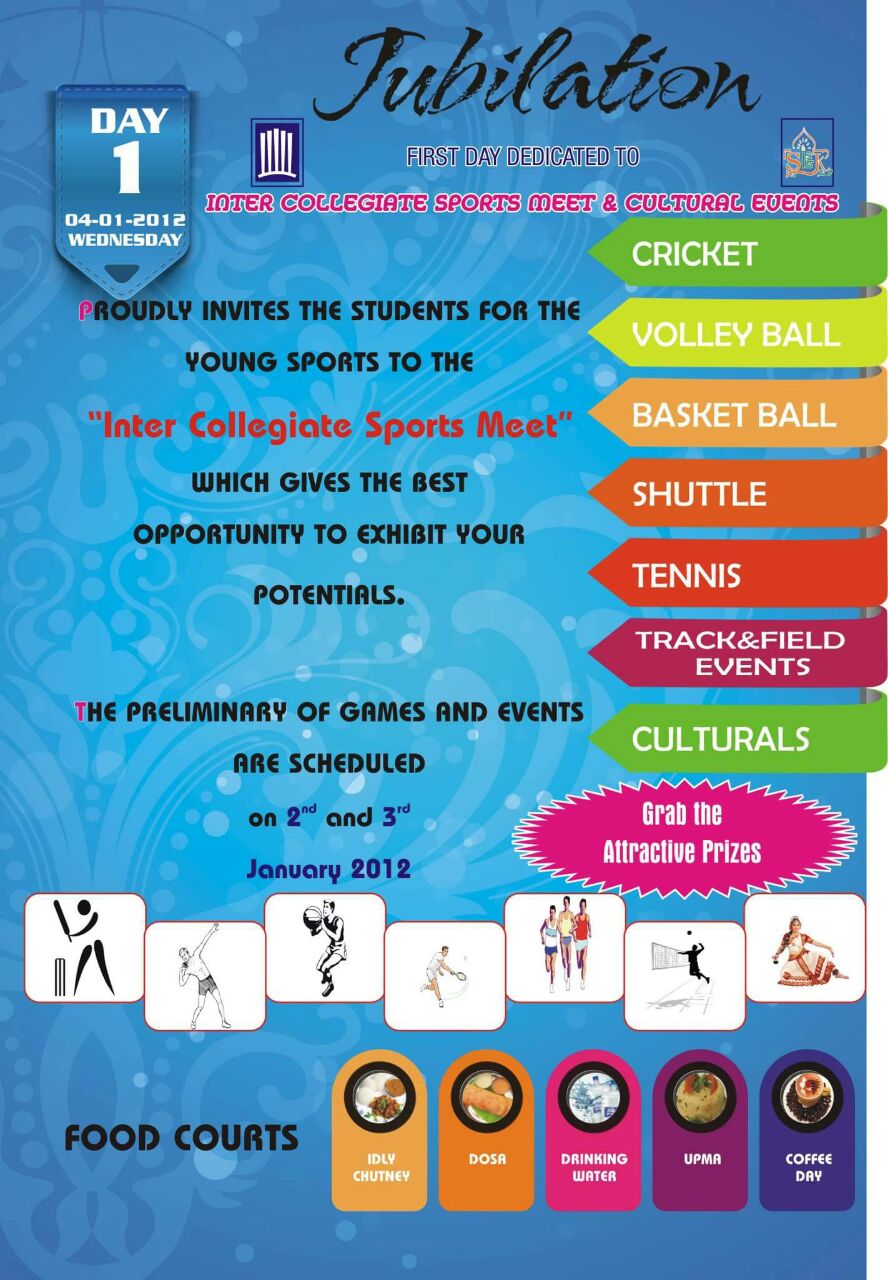 Jubilation
DAY
1
04-01-2012
WEDNESDAY
FIRST DAY DEDICATED TO
INTER COLLEGIATE SPORTS MEET & CULTURAL EVENTS
PROUDLY INVITES THE STUDENTS FOR THE
YOUNG SPORTS TO THE
“Inter Collegiate Sports Meet”
WHICH GIVES THE BEST
OPPORTUNITY TO EXHIBIT YOUR
POTENTIALS.
THE PRELIMINARY OF GAMES AND EVENTS
ARE SCHEDULED
on 2nd and 3rd
January 2012
CRICKET
VOLLEY BALL
BASKET BALL
SHUTTLE
TENNIS
TRACK&FIELD
EVENTS
CULTURALS
Grab the
Attractive Prizes
FOOD COURTS
IDLY
CHUTNEY
DOSA
DRINKING
WATER
UPMA
COFFEE
DAY